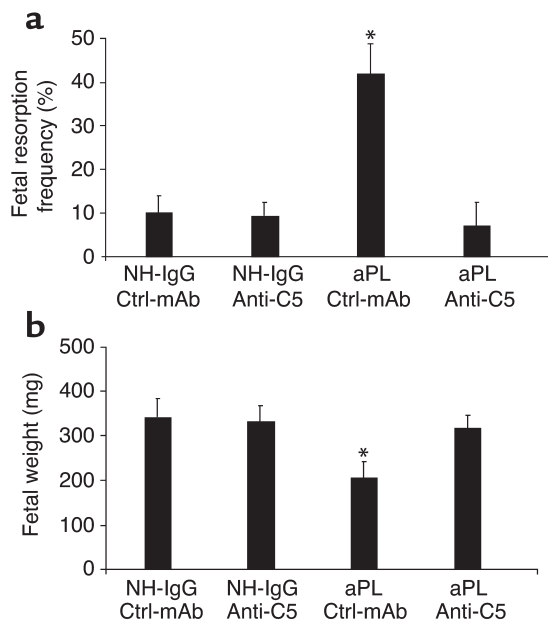 a
Fetal resorption
frequency (%)
50
40
30
20
10
0
*
NH-IgG
Ctrl-mAb
NH-IgG
Anti-C5
aPL
Ctrl-mAb
aPL
Anti-C5
b
Fetal weight (mg)
500
400
300
200
100
0
*
NH-IgG
Ctrl-mAb
NH-IgG
Anti-C5
aPL
Ctrl-mAb
aPL
Anti-C5